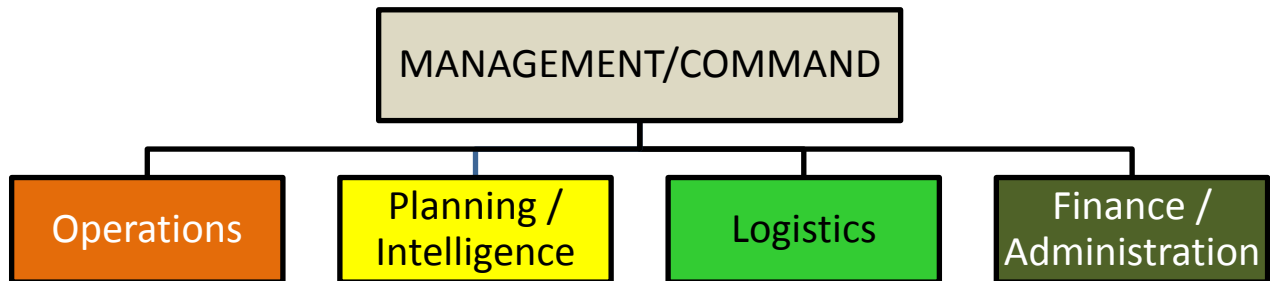 MANAGEMENT/COMMAND
Operations
Planning /
Intelligence
Logistics
Finance /
Administration